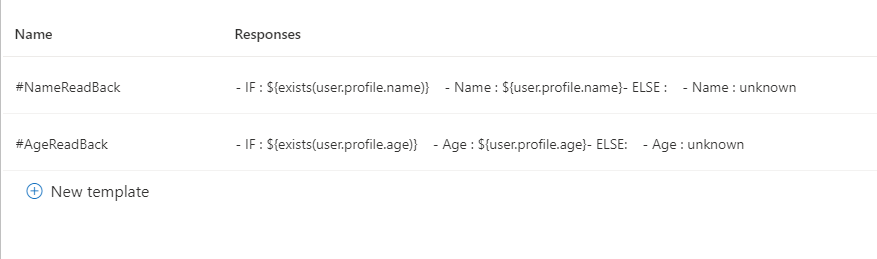 Name Responses
#NameReadBack - IF : ${exists(user.profile.name)} - Name : ${user.profile.name}- ELSE : - Name : unknown
#AgeReadBack - IF : ${exists(user.profile.age)} - Age : ${user.profile.age}- ELSE: - Age : unknown
New template